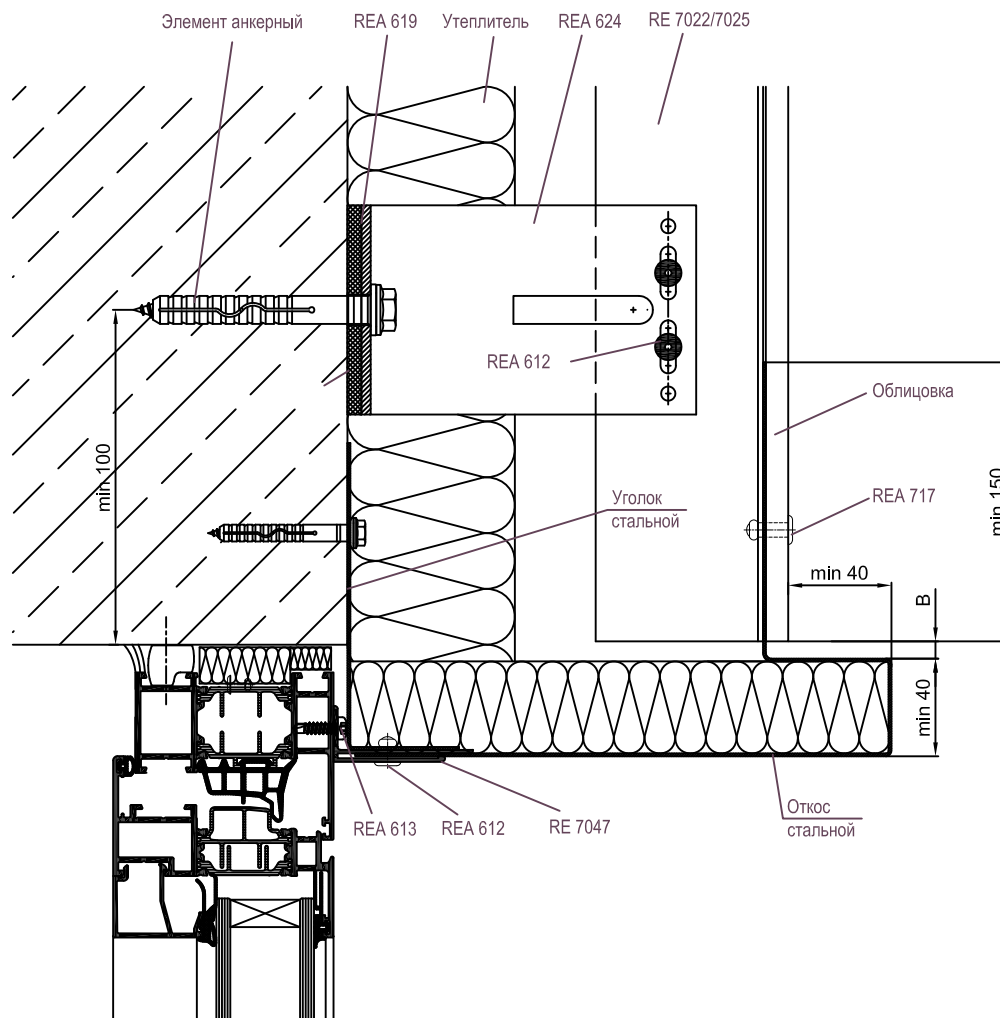 Элемент анкерный
REA 619
Утеплитель
REA 624
RE 7022/7025
REA 612
Облицовка
min 100
min 150
REA 717
Уголок
стальной
min 40
B
min 40
REA 613
REA 612
RE 7047
Откос
стальной